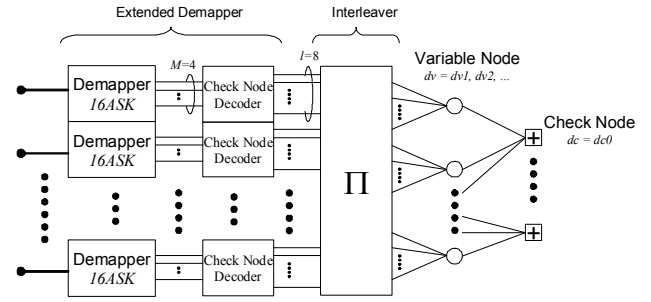 Extended Demapper
Interleaver
M=4
l=8
Variable Node
dv = dv1, dv2, ...
Demapper
16ASK
Check Node
Decoder
Demapper
16ASK
Check Node
Decoder
Π
Check Node
dc = dc0
Demapper
16ASK
Check Node
Decoder